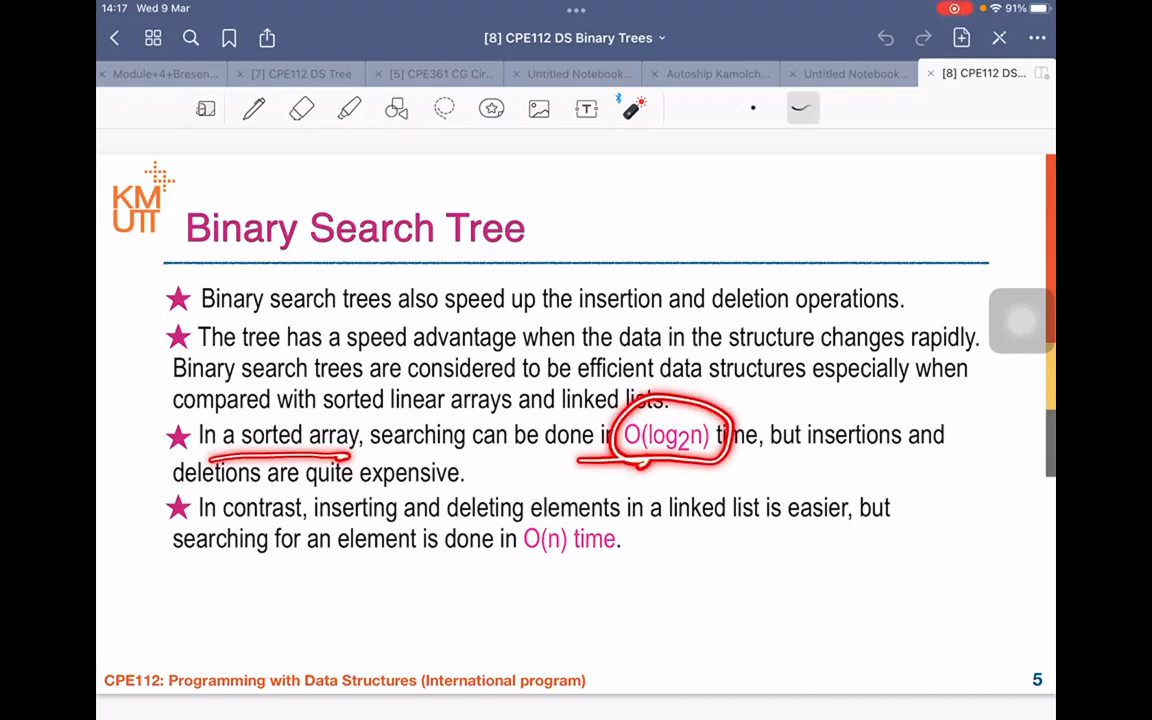 14:17 Wed 9 Mar
91%
[8] CPE112 DS Binary Trees
Module+4+Bresen...
[7] CPE112 DS Tree
[5] CPE361 CG Cir...
Untitled Notebook...
Autoship Kamolch...
Untitled Notebook...
[8] CPE112 DS...
KM
UTT
Binary Search Tree
Binary search trees also speed up the insertion and deletion operations.
The tree has a speed advantage when the data in the structure changes rapidly.
Binary search trees are considered to be efficient data structures especially when
compared with sorted linear arrays and linked lists.
In a sorted array, searching can be done in O(log2n) time, but insertions and
deletions are quite expensive.
In contrast, inserting and deleting elements in a linked list is easier, but
searching for an element is done in O(n) time.
CPE112: Programming with Data Structures (International program)
5